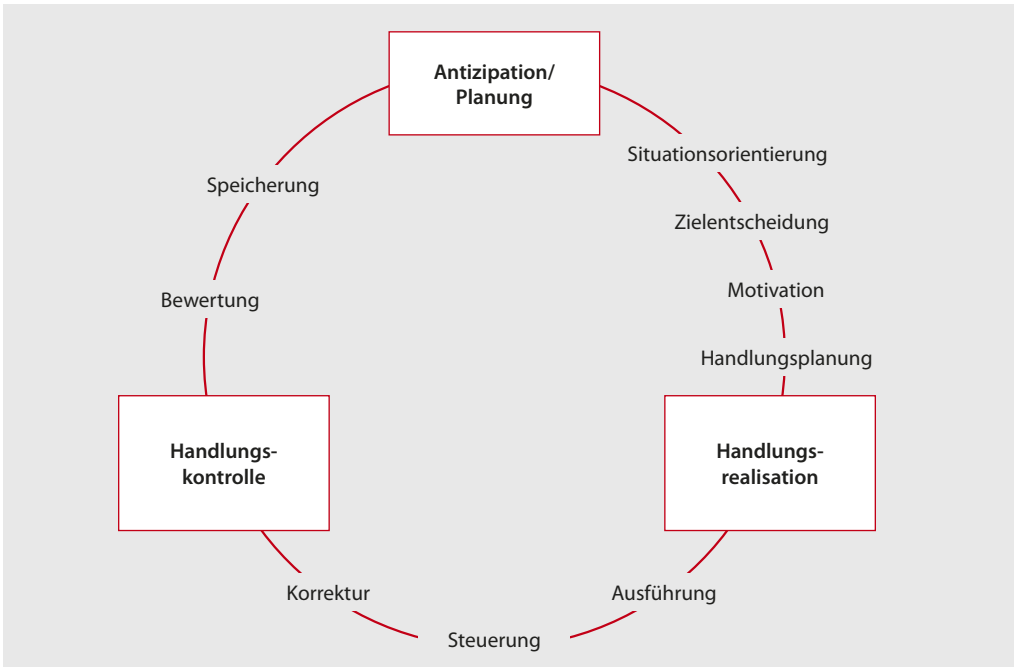 Antizipation/
Planung
Situationsorientierung
Speicherung
Zielentscheidung
Motivation
Bewertung
Handlungsplanung
Handlungs-
kontrolle
Handlungs-
realisation
Korrektur
Ausführung
Steuerung